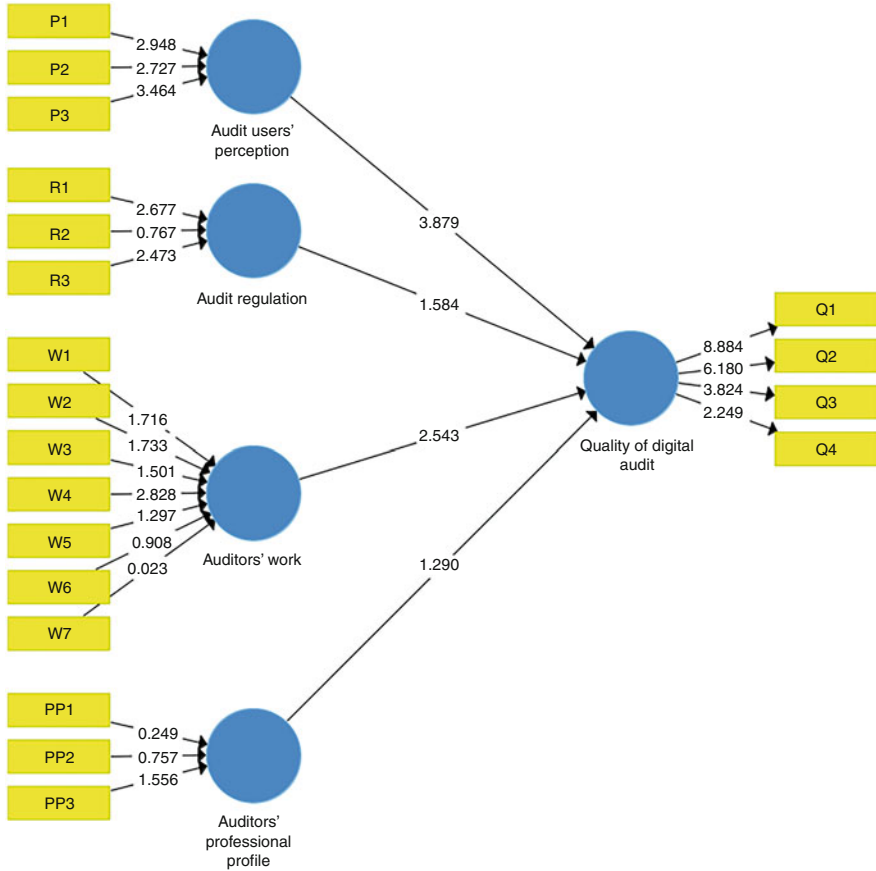 P1
P2
P3
2.948
2.727
3.464
Audit users'
perception
R1
R2
R3
2.677
0.767
2.473
Audit regulation
W1
W2
W3
W4
W5
W6
W7
1.716
1.733
1.501
2.828
1.297
0.908
0.023
Auditors' work
PP1
PP2
PP3
0.249
0.757
1.556
Auditors'
professional
profile
3.879
1.584
2.543
1.290
Quality of digital
audit
8.884
6.180
3.824
2.249
Q1
Q2
Q3
Q4